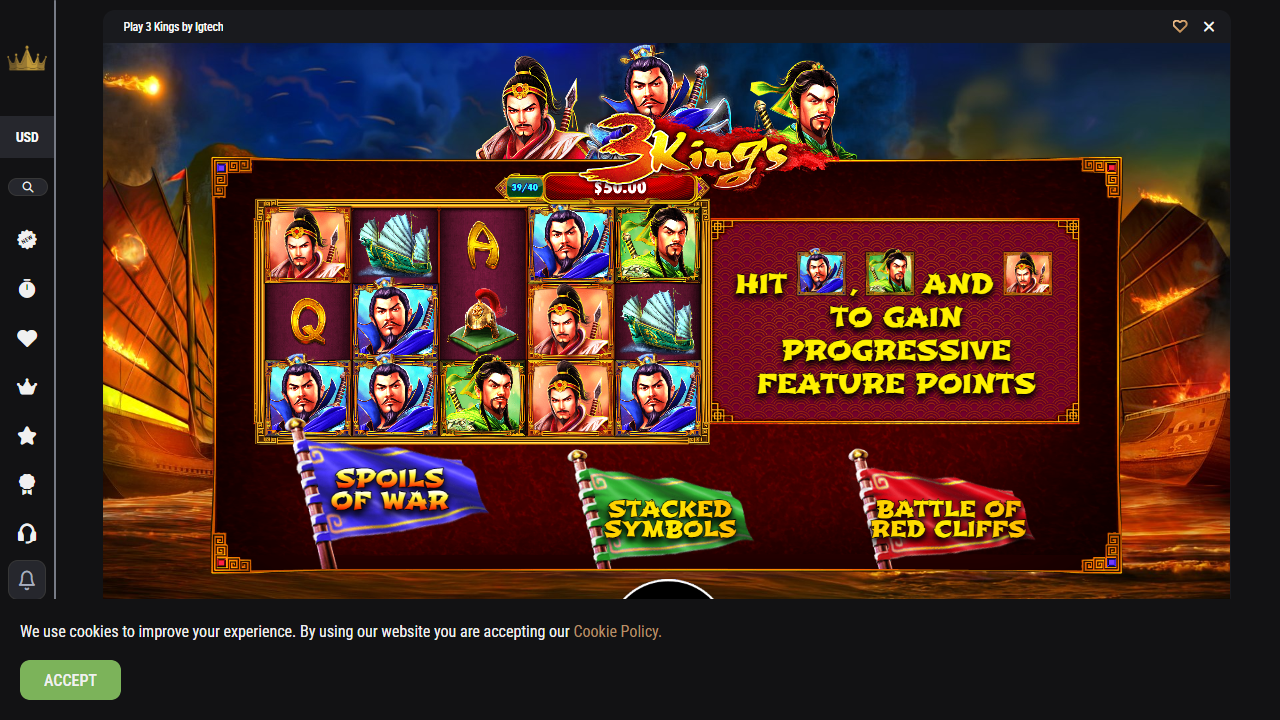 Play 3 Kings by Igtech
USD
NEW
3 Kings
39/40
$50.00
A
Q
HIT , AND
TO GAIN
PROGRESSIVE
FEATURE POINTS
SPOILS
OF WAR
STACKED
SYMBOLS
BATTLE OF
RED CLIFFS
We use cookies to improve your experience. By using our website you are accepting our Cookie Policy.
ACCEPT